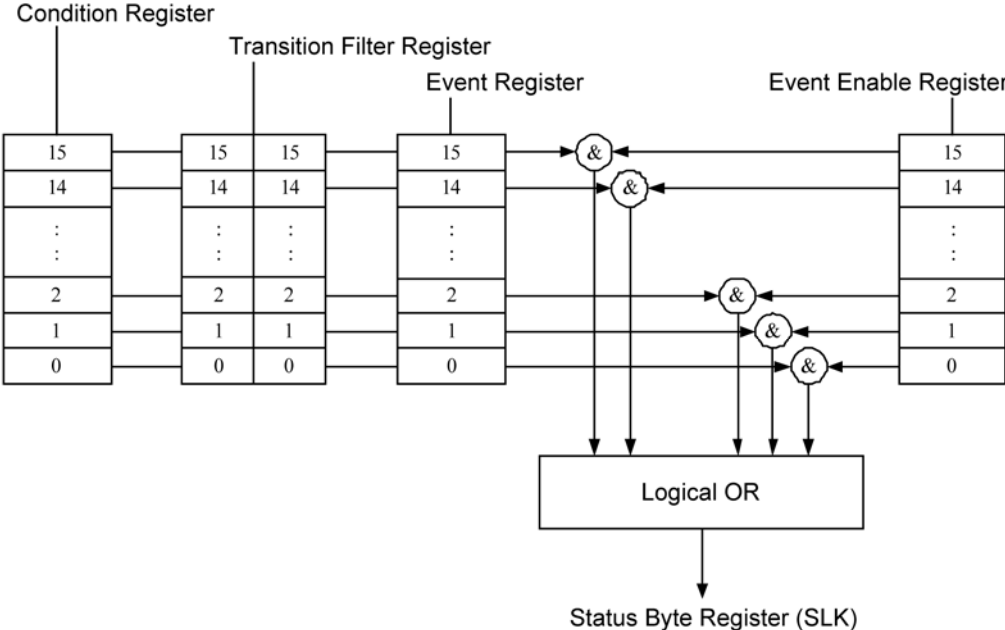 Condition Register
Transition Filter Register
Event Register
Event Enable Register
15 15 15 15 & 15
14 14 14 14 & 14
: : : : :
: : : : :
2 2 2 2 & 2
1 1 1 1 & 1
0 0 0 0 & 0
Logical OR
Status Byte Register (SLK)